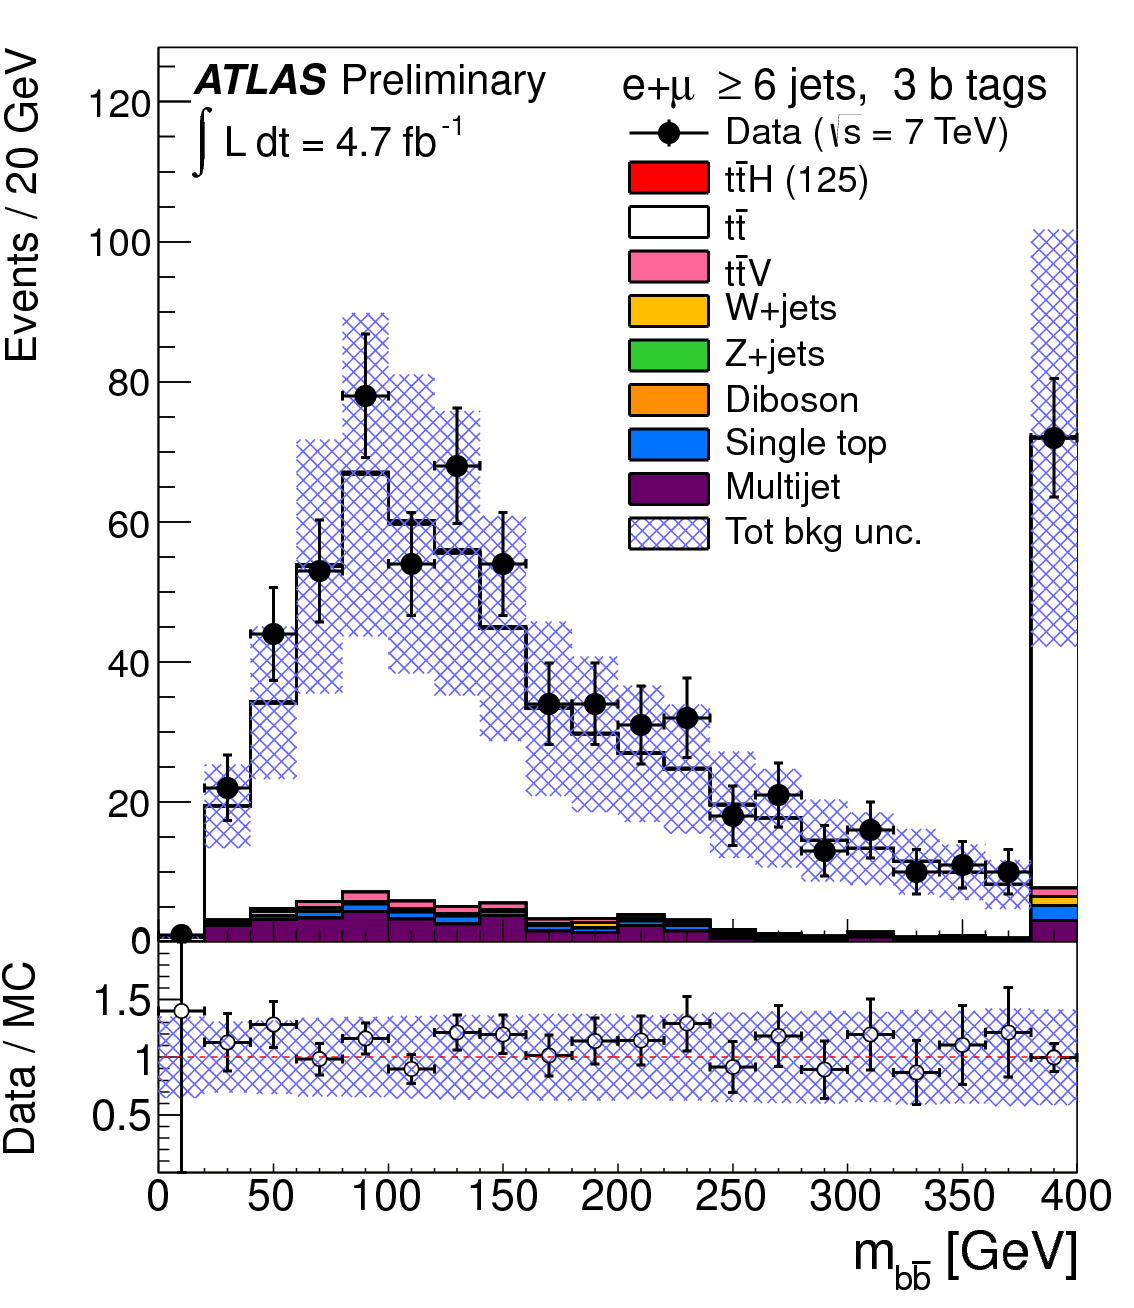 Events / 20 GeV
ATLAS Preliminary
∫ L dt = 4.7 fb⁻¹
e+μ ≥ 6 jets, 3 b tags
Data (√s = 7 TeV)
tt̄H (125)
tt̄
tt̄V
W+jets
Z+jets
Diboson
Single top
Multijet
Tot bkg unc.
120
100
80
60
40
20
0
Data / MC
1.5
1
0.5
0 50 100 150 200 250 300 350 400
m_bb̄ [GeV]